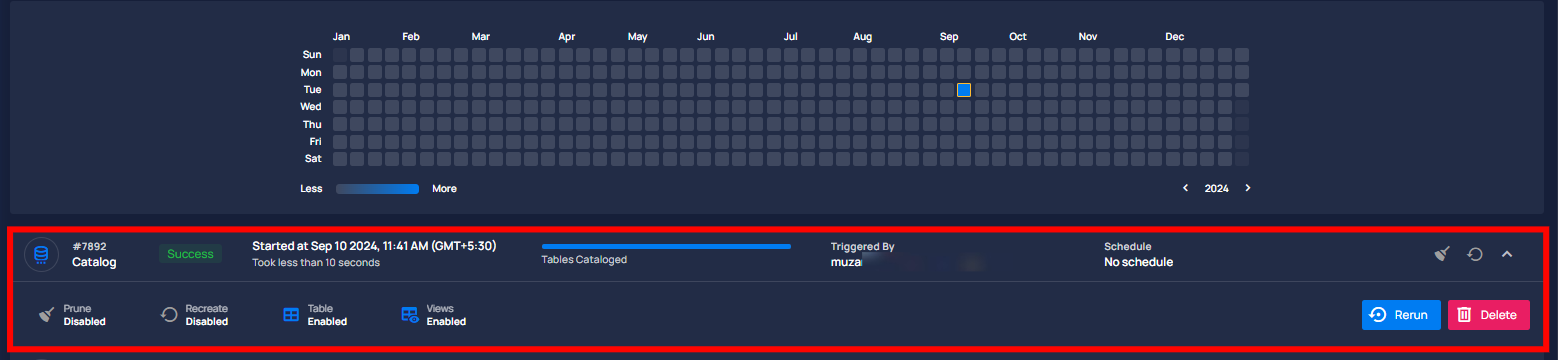 Jan Feb Mar Apr May Jun Jul Aug Sep Oct Nov Dec
Sun
Mon
Tue
Wed
Thu
Fri
Sat
Less More 2024
#7892
Catalog
Success
Started at Sep 10 2024, 11:41 AM (GMT+5:30)
Took less than 10 seconds
Tables Cataloged
Triggered By
Schedule
No schedule
Prune
Disabled
Recreate
Disabled
Table
Enabled
Views
Enabled
Rerun
Delete